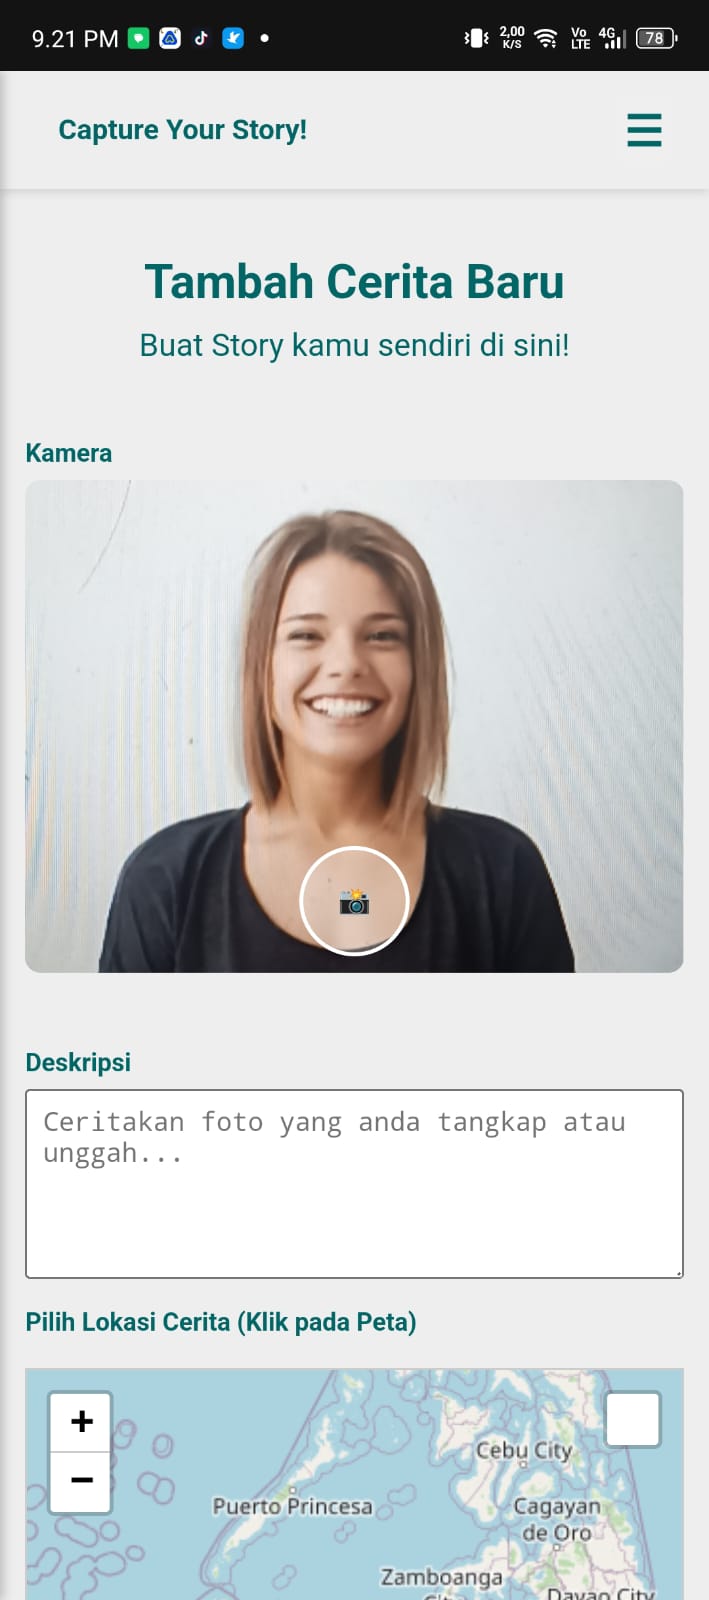 9.21 PM
2,00
K/S
Vo
LTE
4G
78
Capture Your Story!
Tambah Cerita Baru
Buat Story kamu sendiri di sini!
Kamera
Deskripsi
Ceritakan foto yang anda tangkap atau
unggah...
Pilih Lokasi Cerita (Klik pada Peta)
+
−
Cebu City
Puerto Princesa
Cagayan
de Oro
Zamboanga
Davao City